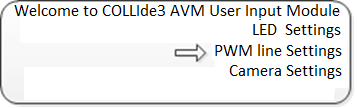 Welcome to COLLIde3 AVM User Input Module
LED Settings
PWM line Settings
Camera Settings